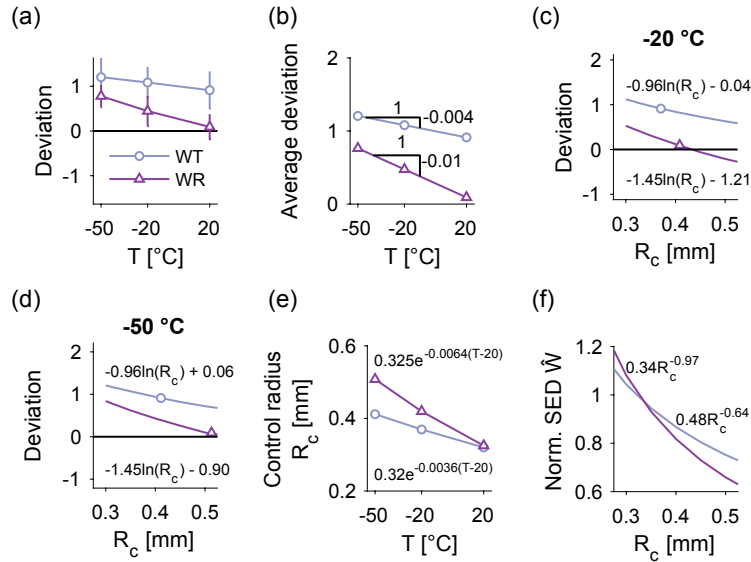 (a)
Deviation
1
0
-1
WT
WR
-50
-20
20
T [°C]
(b)
Average deviation
2
1
0
1
-0.004
1
-0.01
-50
-20
20
T [°C]
(c)
-20 °C
Deviation
2
1
0
-1
-0.96ln(Rc) - 0.04
-1.45ln(Rc) - 1.21
0.3
0.4
0.5
Rc [mm]
(d)
-50 °C
Deviation
2
1
0
-1
-0.96ln(Rc) + 0.06
-1.45ln(Rc) - 0.90
0.3
0.4
0.5
Rc [mm]
(e)
Control radius
Rc [mm]
0.6
0.4
0.2
0.325e-0.0064(T-20)
0.32e-0.0036(T-20)
-50
-20
20
T [°C]
(f)
Norm. SED Ŵ
1.2
1
0.8
0.6
0.34Rc-0.97
0.48Rc-0.64
0.3
0.4
0.5
Rc [mm]